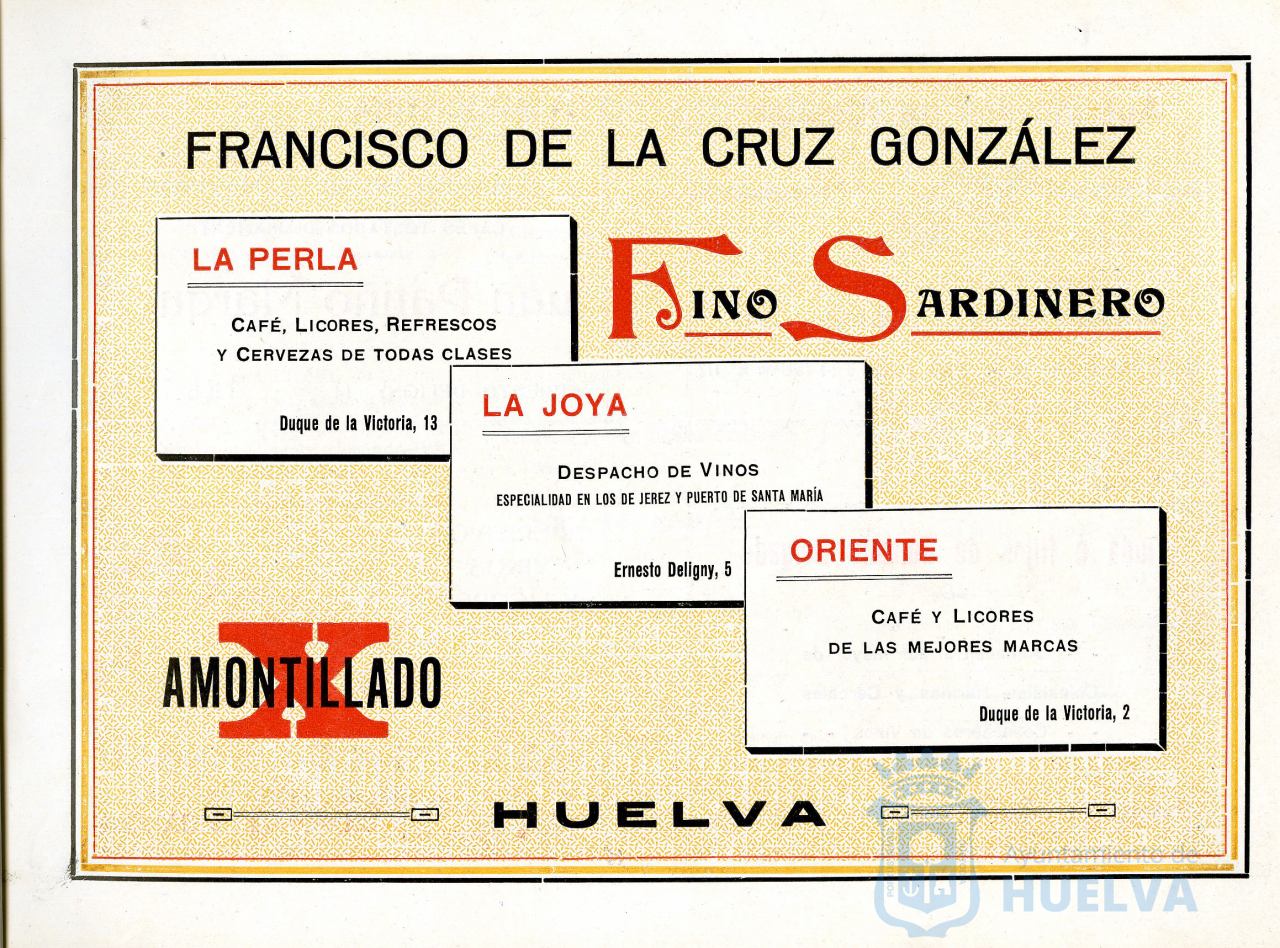 FRANCISCO DE LA CRUZ GONZÁLEZ
LA PERLA
CAFÉ, LICORES, REFRESCOS
Y CERVEZAS DE TODAS CLASES
Duque de la Victoria, 13
FINO SARDINERO
LA JOYA
DESPACHO DE VINOS
ESPECIALIDAD EN LOS DE JEREZ Y PUERTO DE SANTA MARÍA
Ernesto Deligny, 5
ORIENTE
CAFÉ Y LICORES
DE LAS MEJORES MARCAS
Duque de la Victoria, 2
X
AMONTILLADO
HUELVA
Ayuntamiento de
HUELVA